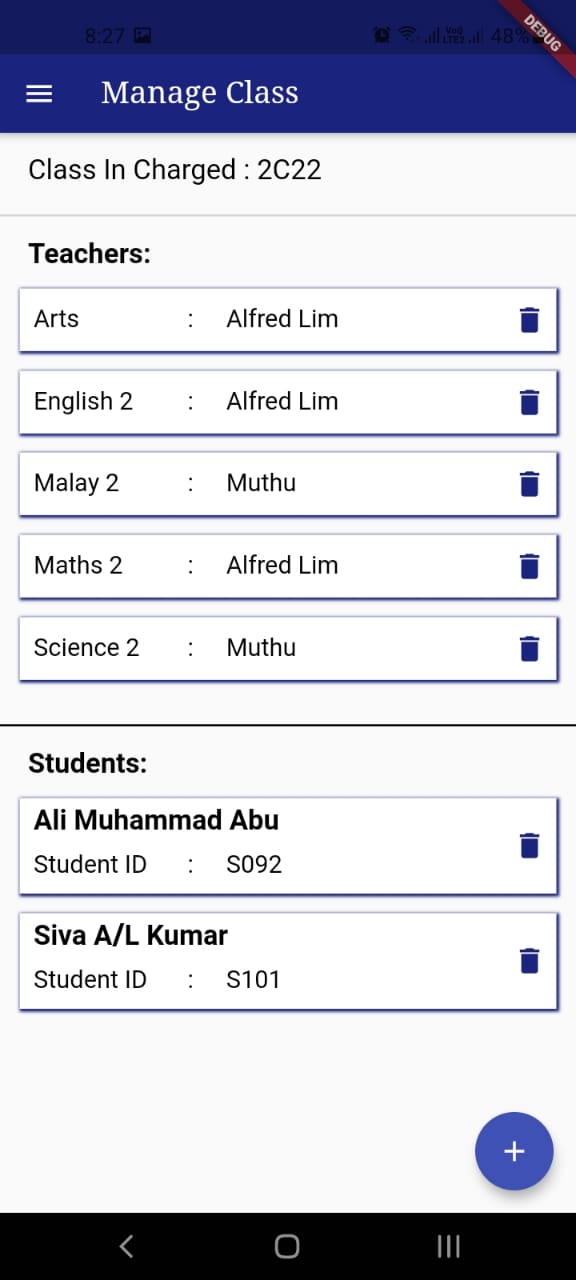 8:27
VoO
LTE2
48%
DEBUG
Manage Class
Class In Charged : 2C22
Teachers:
Arts : Alfred Lim
English 2 : Alfred Lim
Malay 2 : Muthu
Maths 2 : Alfred Lim
Science 2 : Muthu
Students:
Ali Muhammad Abu
Student ID : S092
Siva A/L Kumar
Student ID : S101
+